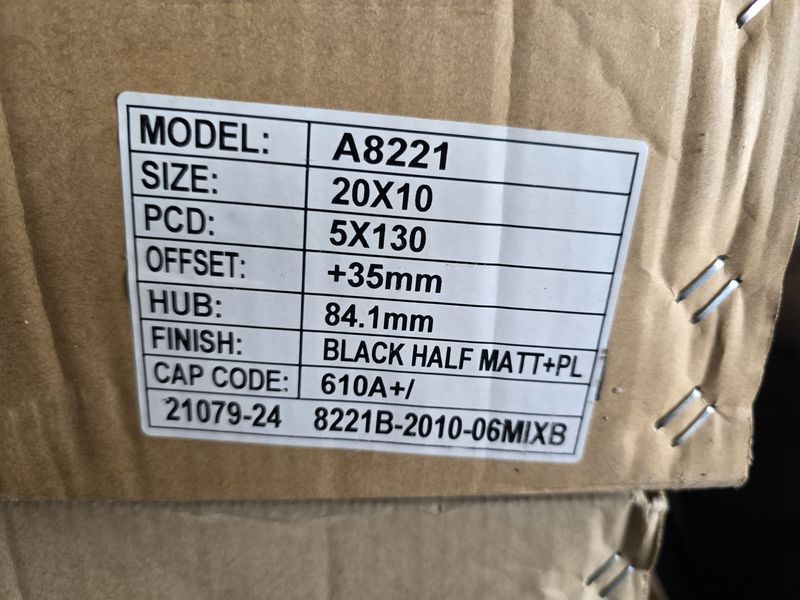 MODEL: A8221
SIZE: 20X10
PCD: 5X130
OFFSET: +35mm
HUB: 84.1mm
FINISH: BLACK HALF MATT+PL
CAP CODE: 610A+/
21079-24 8221B-2010-06MIXB